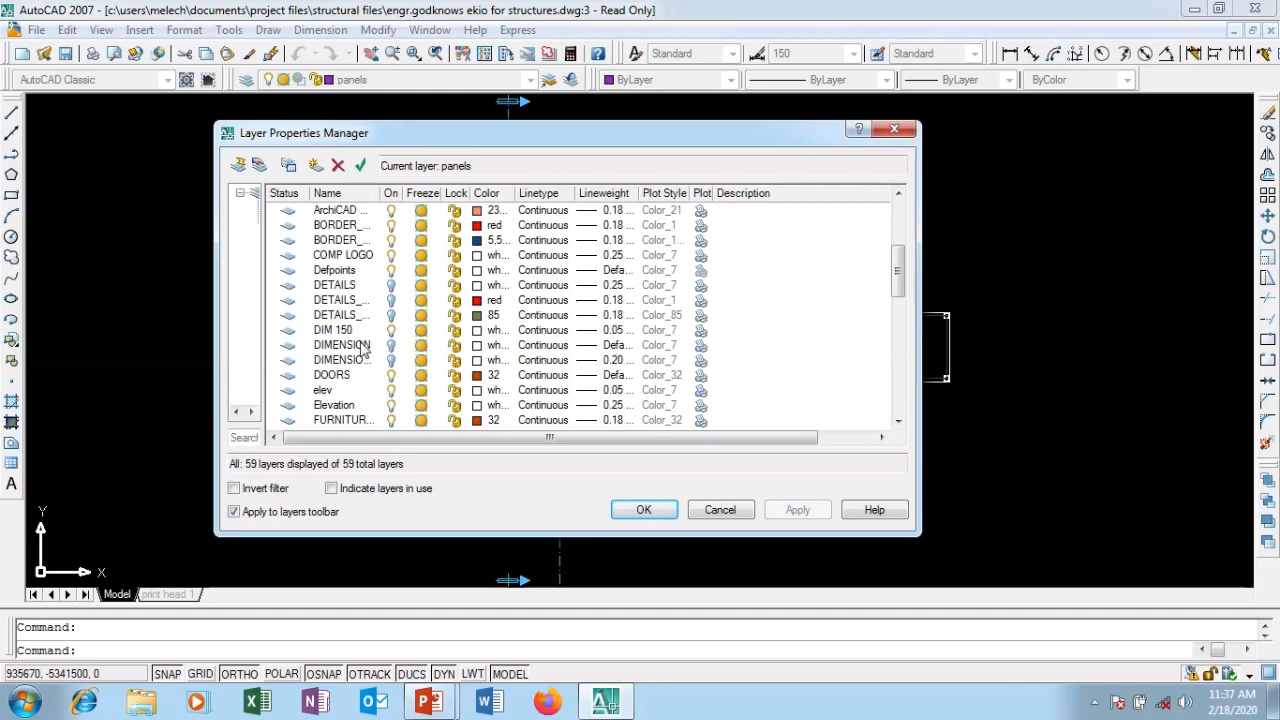 AutoCAD 2007 - [c:\users\melech\documents\project files\structural files\engr.godknows ekio for structures.dwg:3 - Read Only]
File Edit View Insert Format Tools Draw Dimension Modify Window Help Express
Standard 150 Standard
AutoCAD Classic panels ByLayer ByLayer ByLayer ByColor
Layer Properties Manager
Current layer: panels
Status Name On Freeze Lock Color Linetype Lineweight Plot Style Plot Description
ArchiCAD ... 23... Continuous 0.18 ... Color_21
BORDER_... red Continuous 0.18 ... Color_1
BORDER_... 5,5... Continuous 0.18 ... Color_1...
COMP LOGO wh... Continuous 0.25 ... Color_7
Defpoints wh... Continuous Defa... Color_7
DETAILS wh... Continuous 0.25 ... Color_7
DETAILS_... red Continuous 0.18 ... Color_1
DETAILS_... 85 Continuous 0.18 ... Color_85
DIM 150 wh... Continuous 0.05 ... Color_7
DIMENSION wh... Continuous Defa... Color_7
DIMENSIO... wh... Continuous 0.20 ... Color_7
DOORS 32 Continuous Defa... Color_32
elev wh... Continuous 0.05 ... Color_7
Elevation wh... Continuous 0.25 ... Color_7
FURNITUR... 32 Continuous 0.18 ... Color_32
Search
All: 59 layers displayed of 59 total layers
Invert filter Indicate layers in use
Apply to layers toolbar
OK Cancel Apply Help
Y
X
A
Model print head 1
Command:
Command:
935670, -5341500, 0 SNAP GRID ORTHO POLAR OSNAP OTRACK DUCS DYN LWT MODEL
11:37 AM
2/18/2020